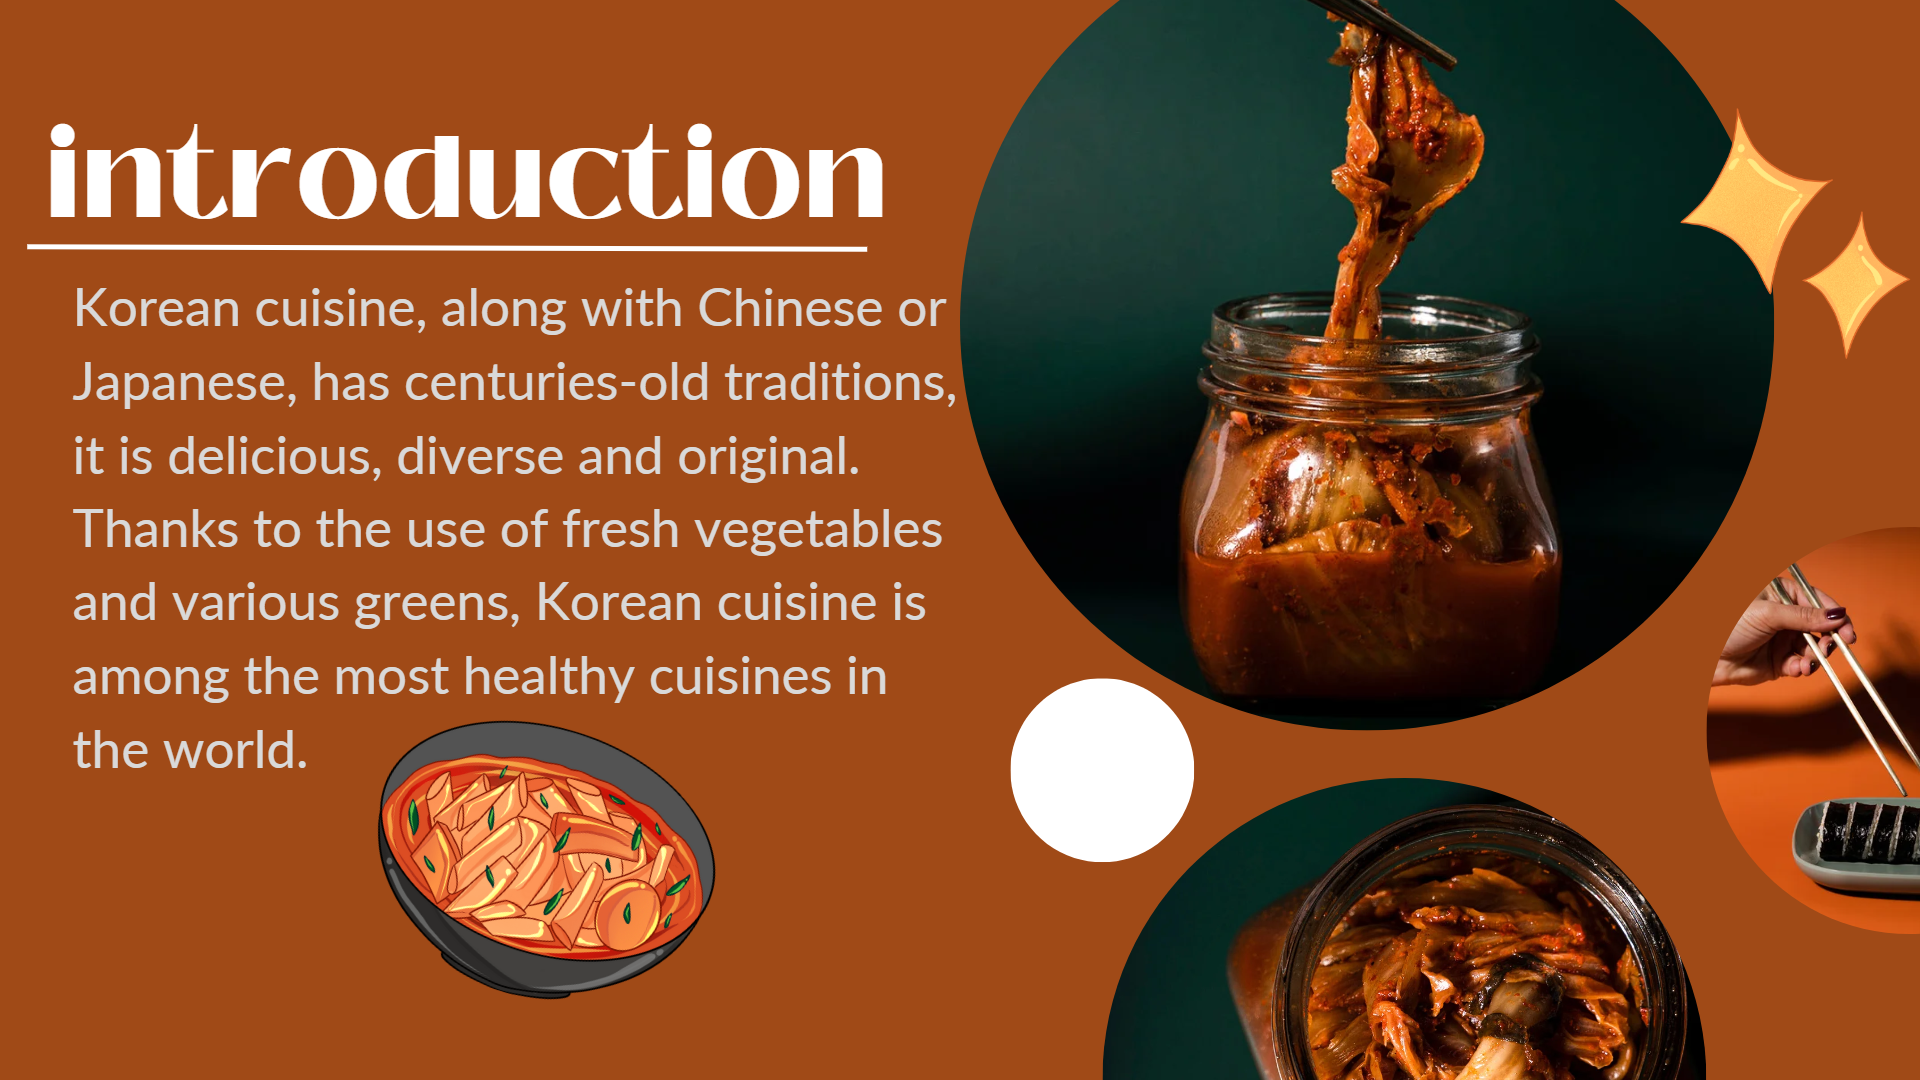 introduction
Korean cuisine, along with Chinese or
Japanese, has centuries-old traditions,
it is delicious, diverse and original.
Thanks to the use of fresh vegetables
and various greens, Korean cuisine is
among the most healthy cuisines in
the world.